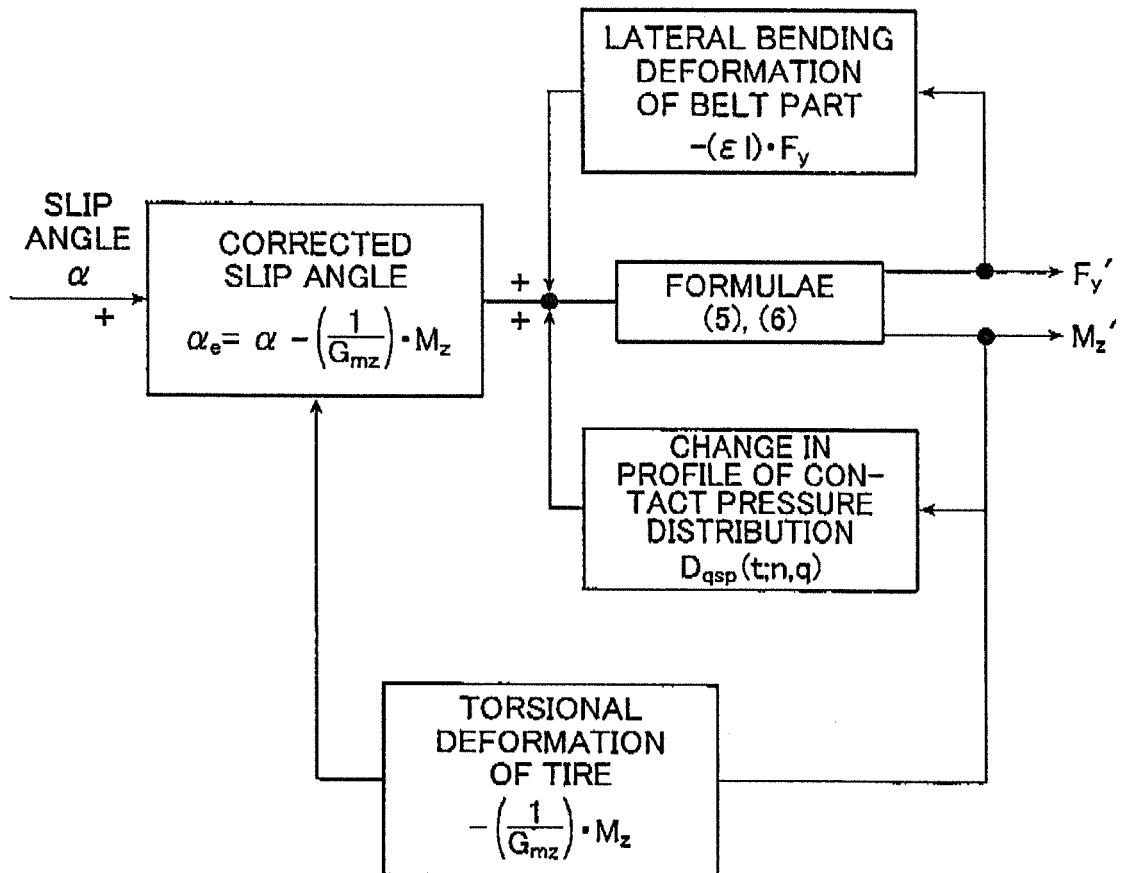 LATERAL BENDING
DEFORMATION
OF BELT PART
-(ε l)・Fy
SLIP
ANGLE
α
+
CORRECTED
SLIP ANGLE
αe= α -(1/Gmz)・Mz
+
+
FORMULAE
(5), (6)
Fy′
Mz′
CHANGE IN
PROFILE OF CON-
TACT PRESSURE
DISTRIBUTION
Dqsp(t;n,q)
TORSIONAL
DEFORMATION
OF TIRE
-(1/Gmz)・Mz